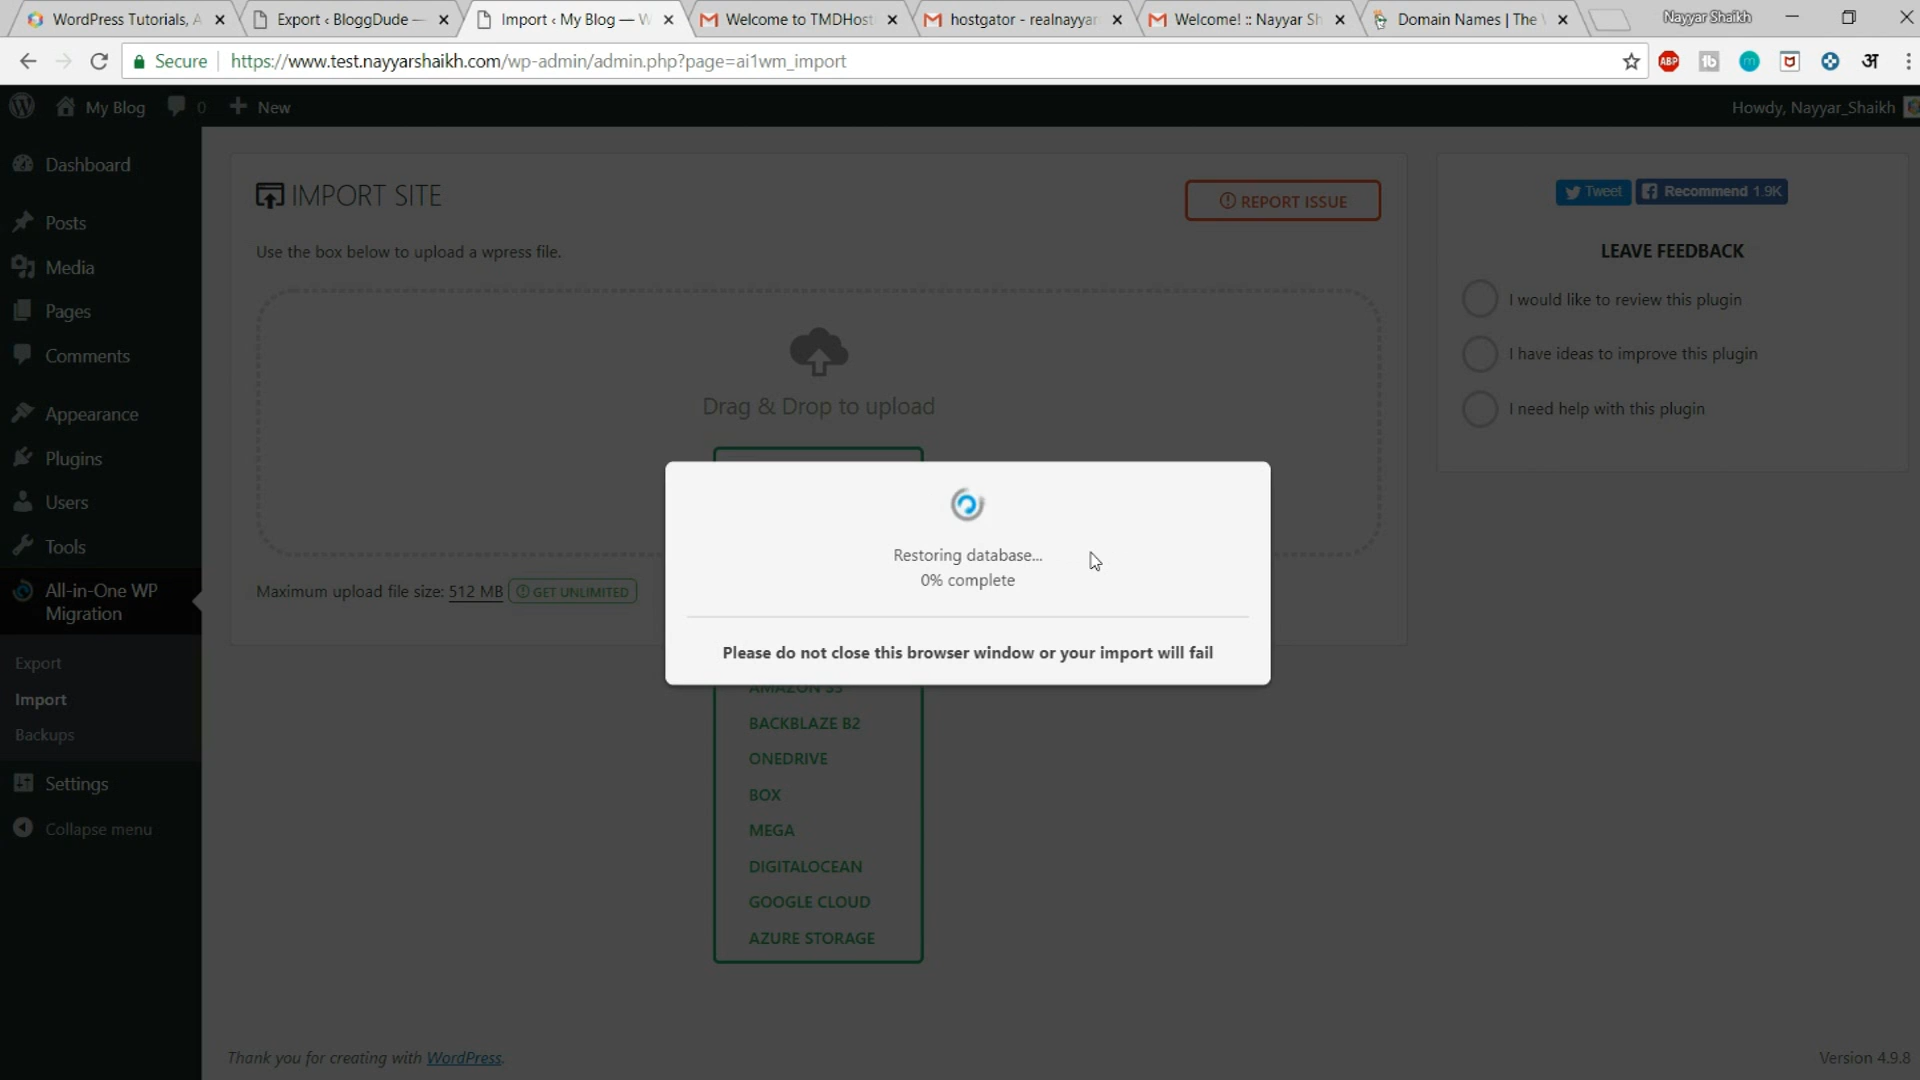 WordPress Tutorials, A
Export ‹ BloggDude —
Import ‹ My Blog — W
Welcome to TMDHost
hostgator - realnayyar
Welcome! :: Nayyar Sh
Domain Names | The
Nayyar Shaikh
Secure
https://www.test.nayyarshaikh.com/wp-admin/admin.php?page=ai1wm_import
ABP
tb
m
अ
My Blog
0
New
Howdy, Nayyar_Shaikh
Dashboard
Posts
Media
Pages
Comments
Appearance
Plugins
Users
Tools
All-in-One WP
Migration
Export
Import
Backups
Settings
Collapse menu
IMPORT SITE
REPORT ISSUE
Use the box below to upload a wpress file.
Drag & Drop to upload
Restoring database...
0% complete
Please do not close this browser window or your import will fail
Maximum upload file size: 512 MB
GET UNLIMITED
AMAZON S3
BACKBLAZE B2
ONEDRIVE
BOX
MEGA
DIGITALOCEAN
GOOGLE CLOUD
AZURE STORAGE
Tweet
Recommend 1.9K
LEAVE FEEDBACK
I would like to review this plugin
I have ideas to improve this plugin
I need help with this plugin
Thank you for creating with WordPress.
Version 4.9.8